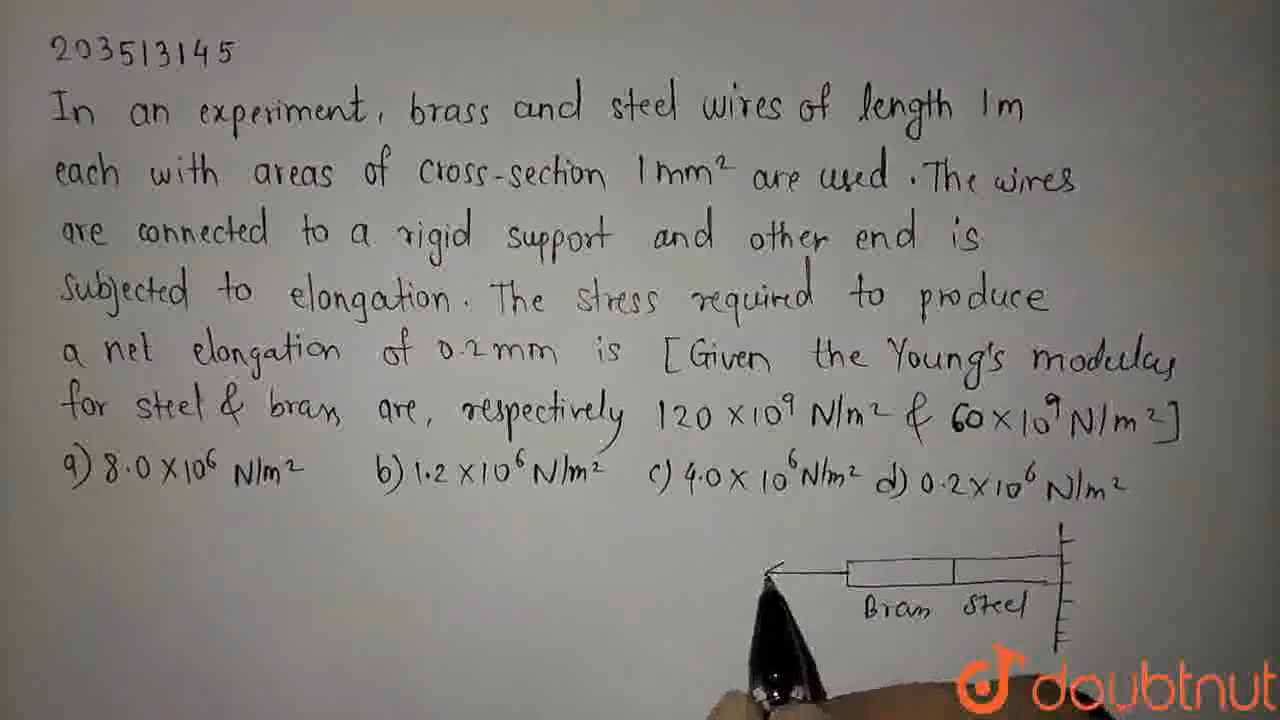 203513145
In an experiment, brass and steel wires of length 1m
each with areas of cross-section 1mm² are used. The wires
are connected to a rigid support and other end is
subjected to elongation. The stress required to produce
a net elongation of 0.2mm is [Given the Young's modulus
for steel & brass are, respectively 120×10⁹ N/m² & 60×10⁹ N/m²]
a) 8.0×10⁶ N/m² b) 1.2×10⁶ N/m² c) 4.0×10⁶ N/m² d) 0.2×10⁶ N/m²
Brass steel
doubtnut